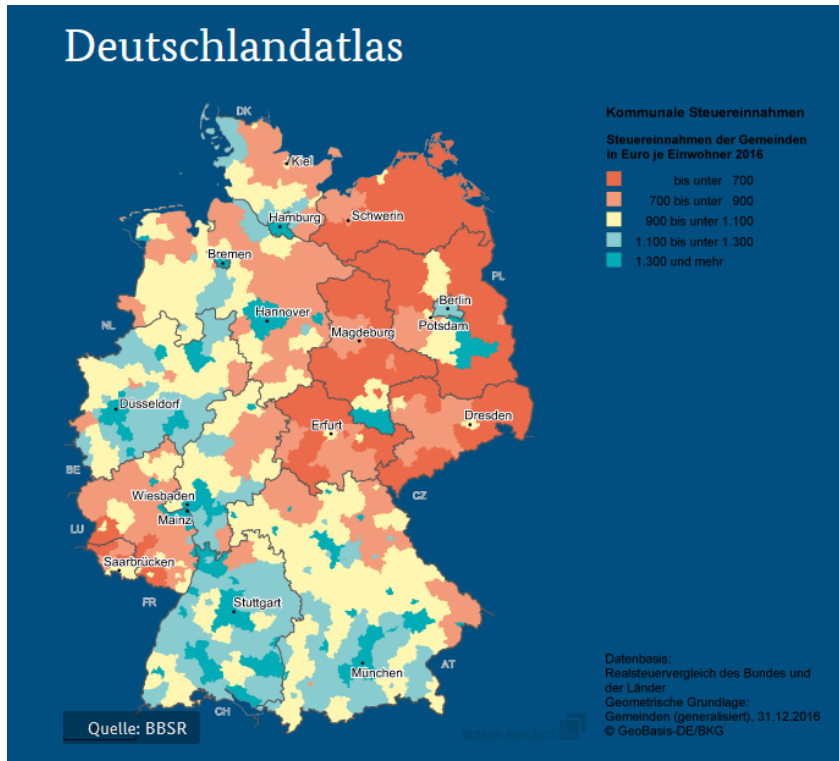 Deutschlandatlas
Kommunale Steuereinnahmen
Steuereinnahmen der Gemeinden
in Euro je Einwohner 2016
bis unter 700
700 bis unter 900
900 bis unter 1.100
1.100 bis unter 1.300
1.300 und mehr
DK
Kiel
Hamburg
Schwerin
Bremen
PL
Berlin
NL
Hannover
Potsdam
Magdeburg
Düsseldorf
Dresden
Erfurt
BE
Wiesbaden
CZ
Mainz
LU
Saarbrücken
FR
Stuttgart
AT
München
CH
Datenbasis:
Realsteuervergleich des Bundes und
der Länder
Geometrische Grundlage:
Gemeinden (generalisiert), 31.12.2016
© GeoBasis-DE/BKG
Quelle: BBSR
© BBSR Bonn 2018